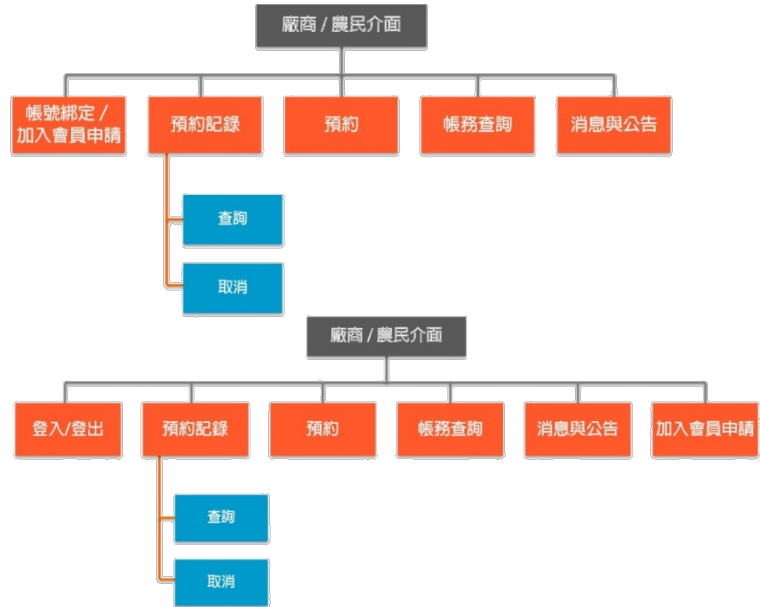 廠商 / 農民介面
帳號綁定 /
加入會員申請
預約記錄
預約
帳務查詢
消息與公告
查詢
取消
廠商 / 農民介面
登入/登出
預約記錄
預約
帳務查詢
消息與公告
加入會員申請
查詢
取消